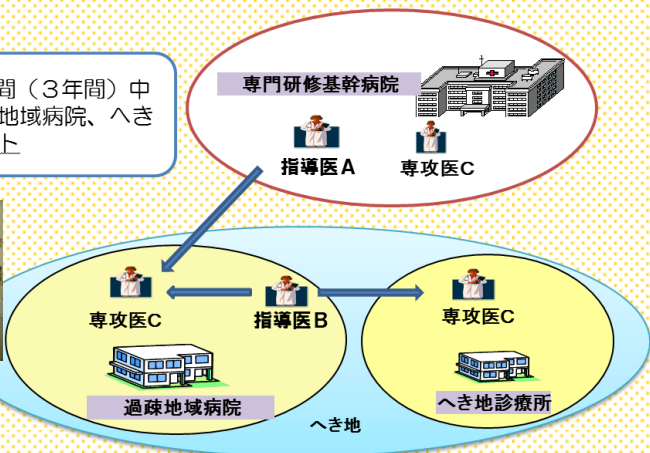 間（３年間）中
地域病院、へき
ト
専門研修基幹病院
指導医A
専攻医C
専攻医C
指導医B
専攻医C
過疎地域病院
へき地診療所
へき地